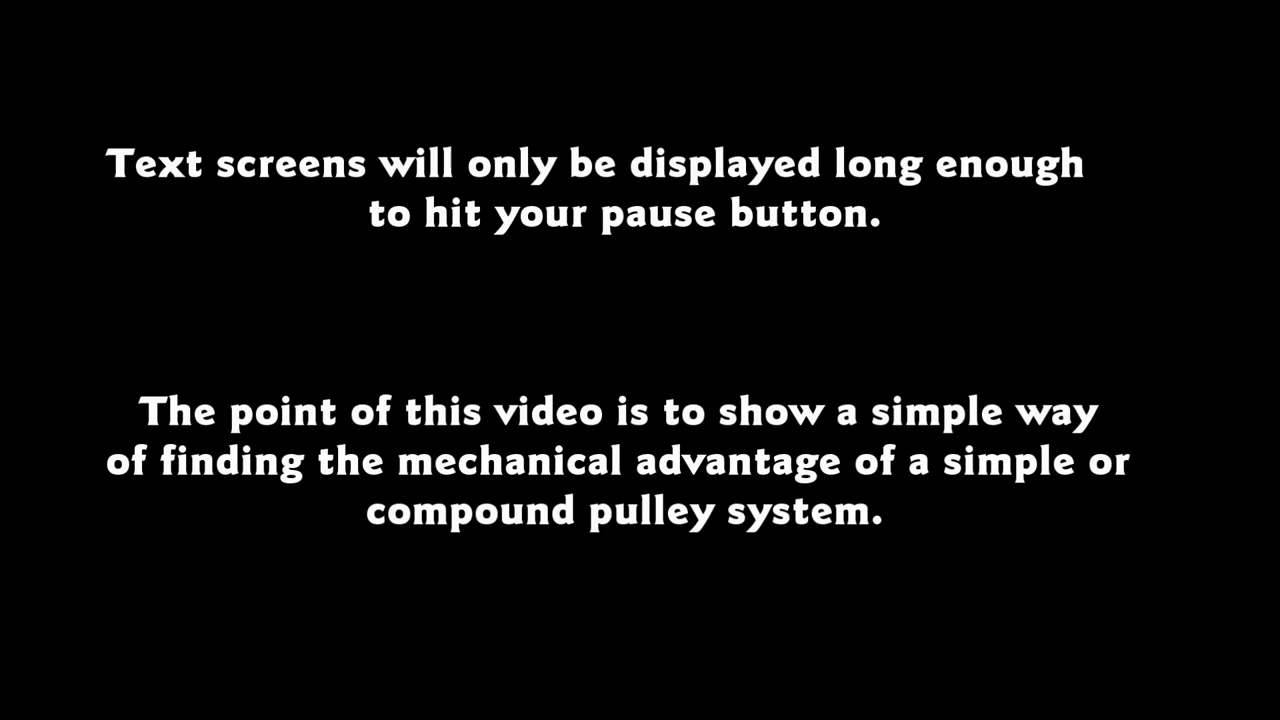 Text screens will only be displayed long enough
to hit your pause button.
The point of this video is to show a simple way
of finding the mechanical advantage of a simple or
compound pulley system.